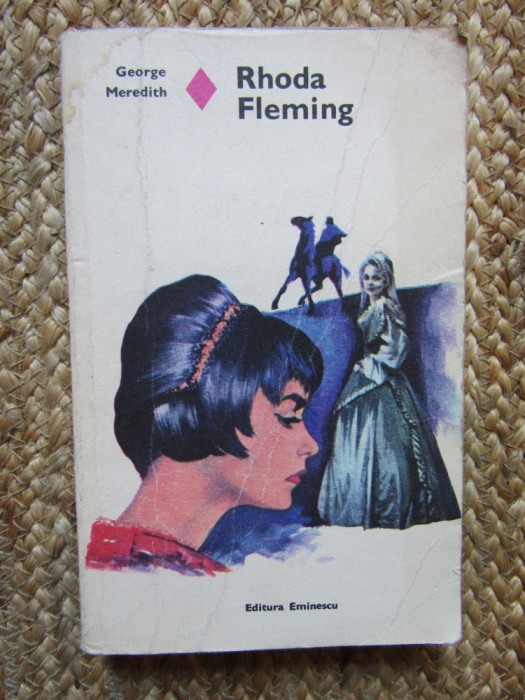 George
Meredith
Rhoda
Fleming
Editura Eminescu